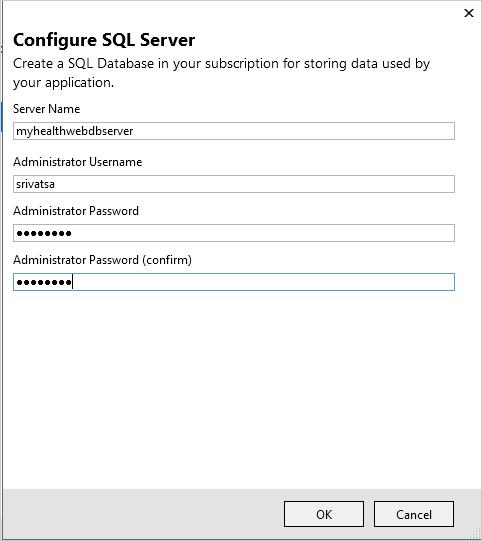 Configure SQL Server
Create a SQL Database in your subscription for storing data used by
your application.
Server Name
myhealthwebdbserver
Administrator Username
srivatsa
Administrator Password
●●●●●●●●
Administrator Password (confirm)
●●●●●●●●
OK
Cancel